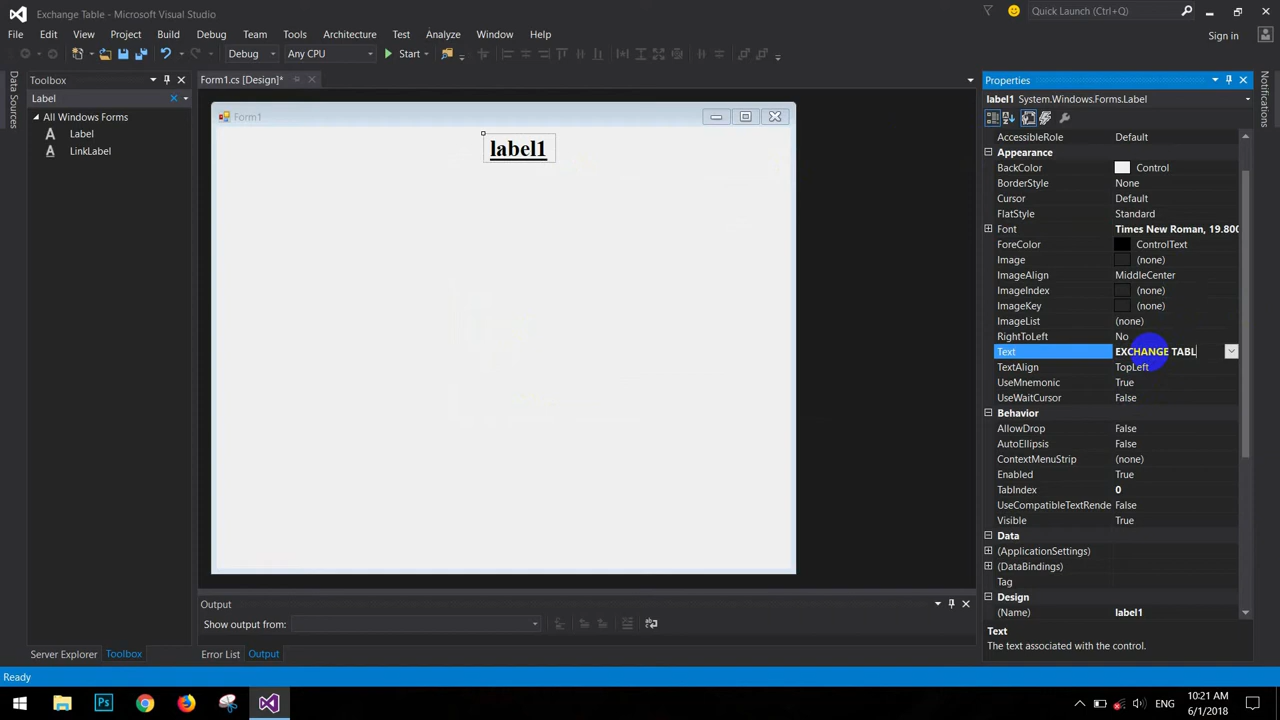 Exchange Table - Microsoft Visual Studio
Quick Launch (Ctrl+Q)
File Edit View Project Build Debug Team Tools Architecture Test Analyze Window Help
Sign in
Debug Any CPU Start
Data Sources
Toolbox
Label
All Windows Forms
Label
LinkLabel
Form1.cs [Design]*
Form1
label1
Output
Show output from:
Server Explorer Toolbox
Error List Output
Properties
Notifications
label1 System.Windows.Forms.Label
AccessibleRole Default
Appearance
BackColor Control
BorderStyle None
Cursor Default
FlatStyle Standard
Font Times New Roman, 19.800
ForeColor ControlText
Image (none)
ImageAlign MiddleCenter
ImageIndex (none)
ImageKey (none)
ImageList (none)
RightToLeft No
Text EXCHANGE TABL
TextAlign TopLeft
UseMnemonic True
UseWaitCursor False
Behavior
AllowDrop False
AutoEllipsis False
ContextMenuStrip (none)
Enabled True
TabIndex 0
UseCompatibleTextRende False
Visible True
Data
(ApplicationSettings)
(DataBindings)
Tag
Design
(Name) label1
Text
The text associated with the control.
Ready
Ps
ENG
10:21 AM
6/1/2018